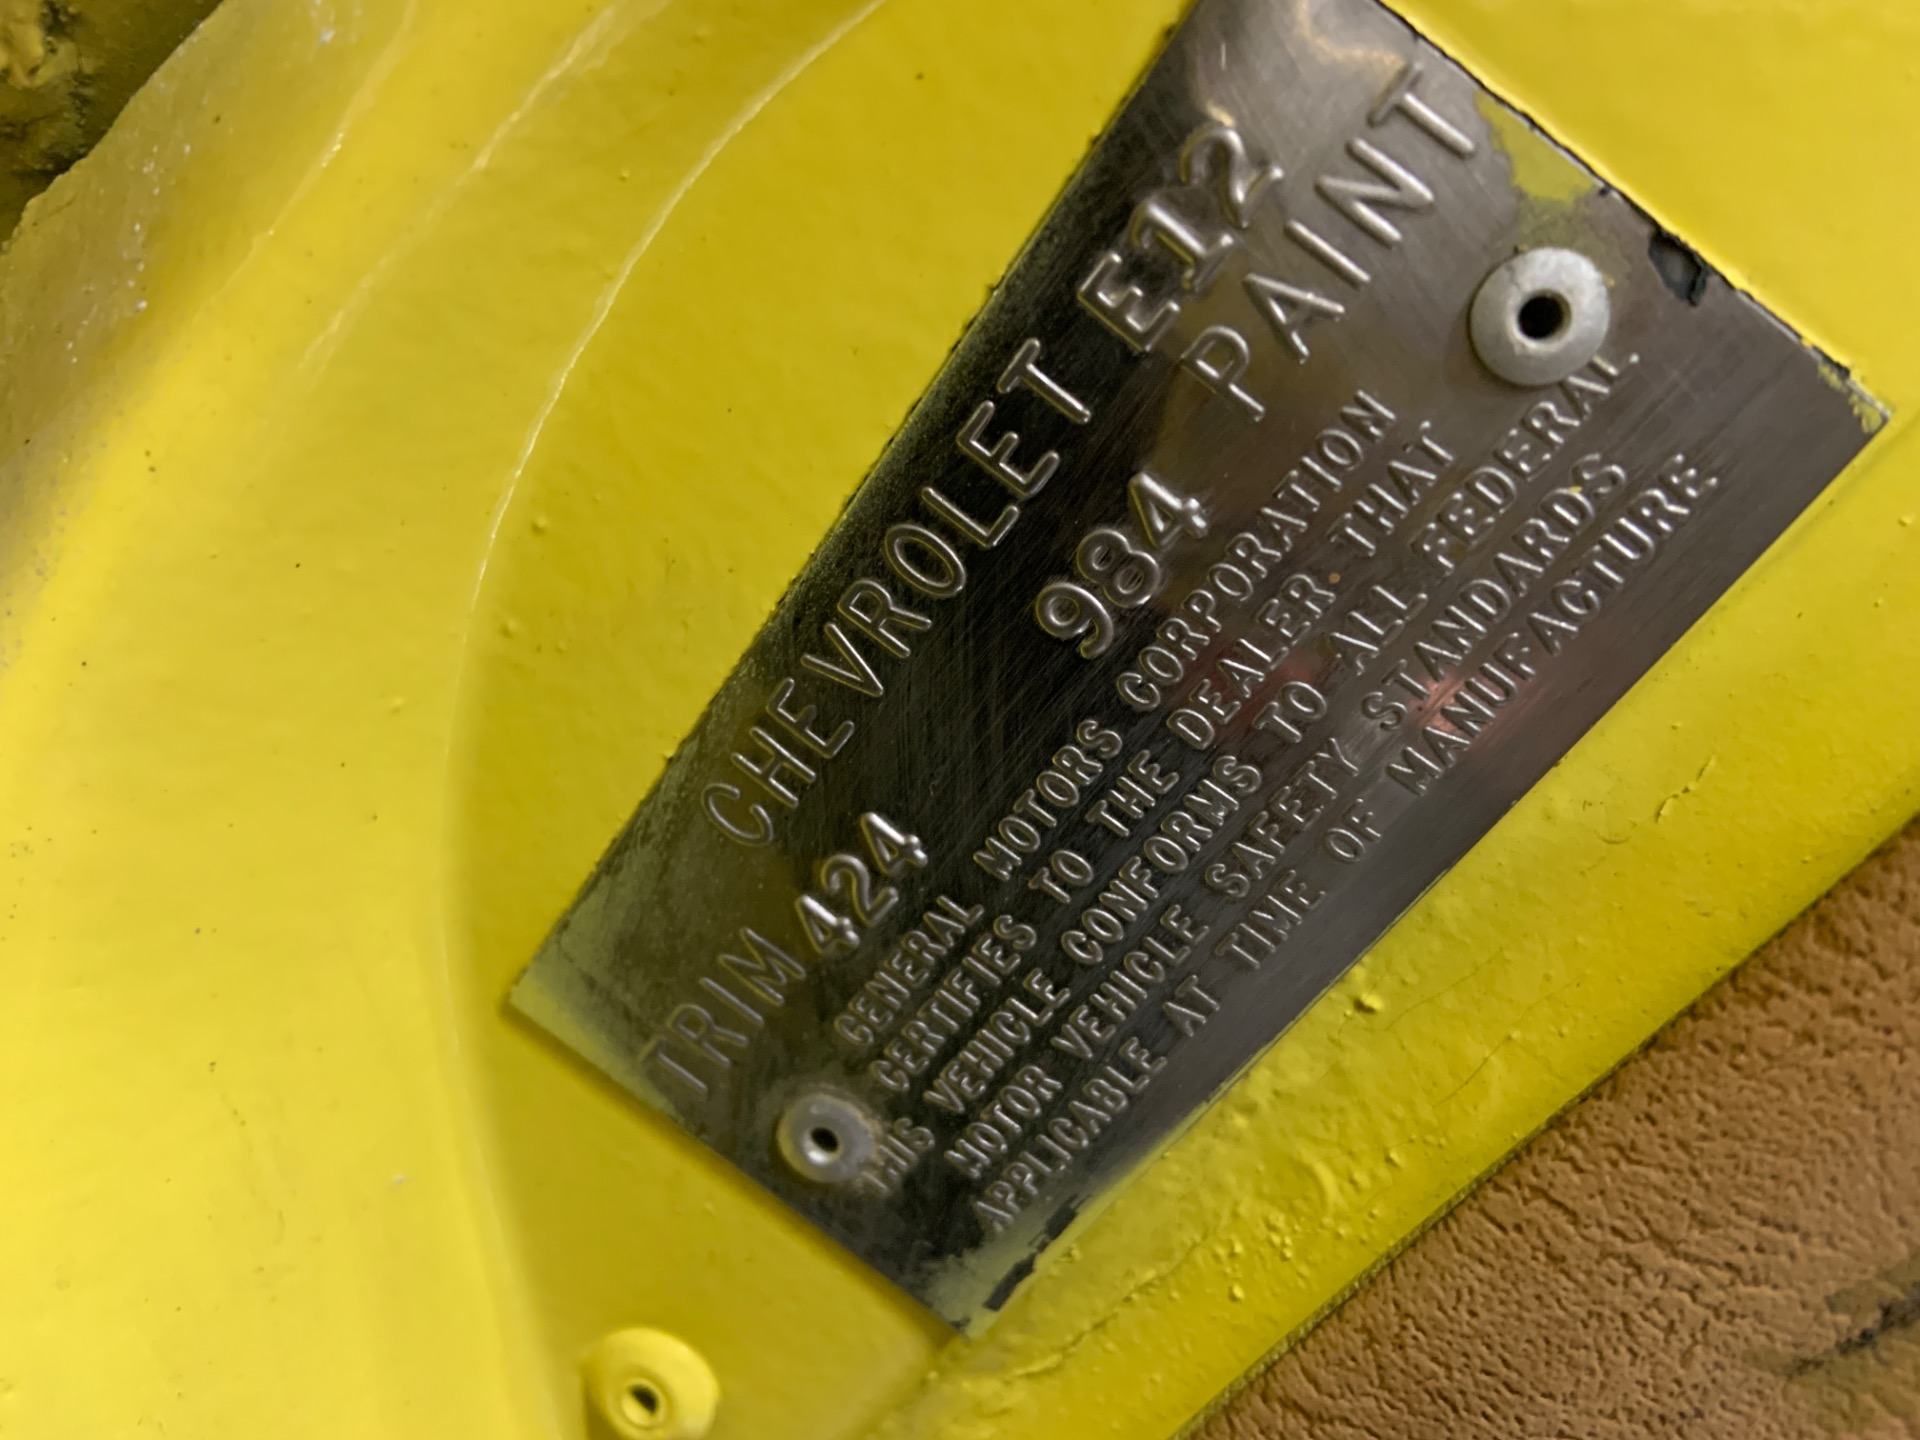 CHEVROLET E12
TRIM 424 984 PAINT
GENERAL MOTORS CORPORATION
CERTIFIES TO THE DEALER THAT
THIS VEHICLE CONFORMS TO ALL FEDERAL
MOTOR VEHICLE SAFETY STANDARDS
APPLICABLE AT TIME OF MANUFACTURE